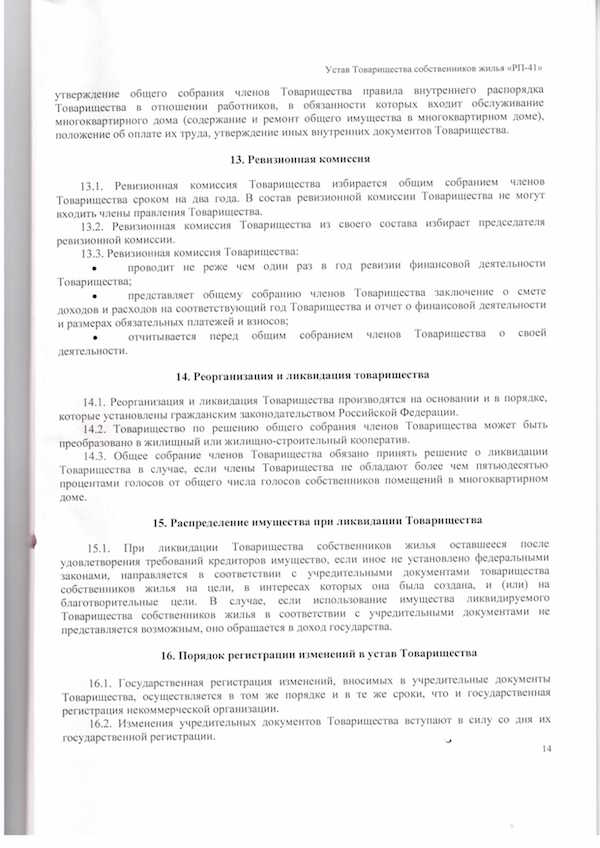 Устав Товарищества собственников жилья «РП-41»
утверждение общего собрания членов Товарищества правила внутреннего распорядка
Товарищества в отношении работников, в обязанности которых входит обслуживание
многоквартирного дома (содержание и ремонт общего имущества в многоквартирном доме),
положение об оплате их труда, утверждение иных внутренних документов Товарищества.
13. Ревизионная комиссия
13.1. Ревизионная комиссия Товарищества избирается общим собранием членов
Товарищества сроком на два года. В состав ревизионной комиссии Товарищества не могут
входить члены правления Товарищества.
13.2. Ревизионная комиссия Товарищества из своего состава избирает председателя
ревизионной комиссии.
13.3. Ревизионная комиссия Товарищества:
• проводит не реже чем один раз в год ревизии финансовой деятельности
Товарищества;
• представляет общему собранию членов Товарищества заключение о смете
доходов и расходов на соответствующий год Товарищества и отчет о финансовой деятельности
и размерах обязательных платежей и взносов;
• отчитывается перед общим собранием членов Товарищества о своей
деятельности.
14. Реорганизация и ликвидация товарищества
14.1. Реорганизация и ликвидация Товарищества производятся на основании и в порядке,
которые установлены гражданским законодательством Российской Федерации.
14.2. Товарищество по решению общего собрания членов Товарищества может быть
преобразовано в жилищный или жилищно-строительный кооператив.
14.3. Общее собрание членов Товарищества обязано принять решение о ликвидации
Товарищества в случае, если члены Товарищества не обладают более чем пятьюдесятью
процентами голосов от общего числа голосов собственников помещений в многоквартирном
доме.
15. Распределение имущества при ликвидации Товарищества
15.1. При ликвидации Товарищества собственников жилья оставшееся после
удовлетворения требований кредиторов имущество, если иное не установлено федеральными
законами, направляется в соответствии с учредительными документами товарищества
собственников жилья на цели, в интересах которых она была создана, и (или) на
благотворительные цели. В случае, если использование имущества ликвидируемого
Товарищества собственников жилья в соответствии с учредительными документами не
представляется возможным, оно обращается в доход государства.
16. Порядок регистрации изменений в устав Товарищества
16.1. Государственная регистрация изменений, вносимых в учредительные документы
Товарищества, осуществляется в том же порядке и в те же сроки, что и государственная
регистрация некоммерческой организации.
16.2. Изменения учредительных документов Товарищества вступают в силу со дня их
государственной регистрации.
14